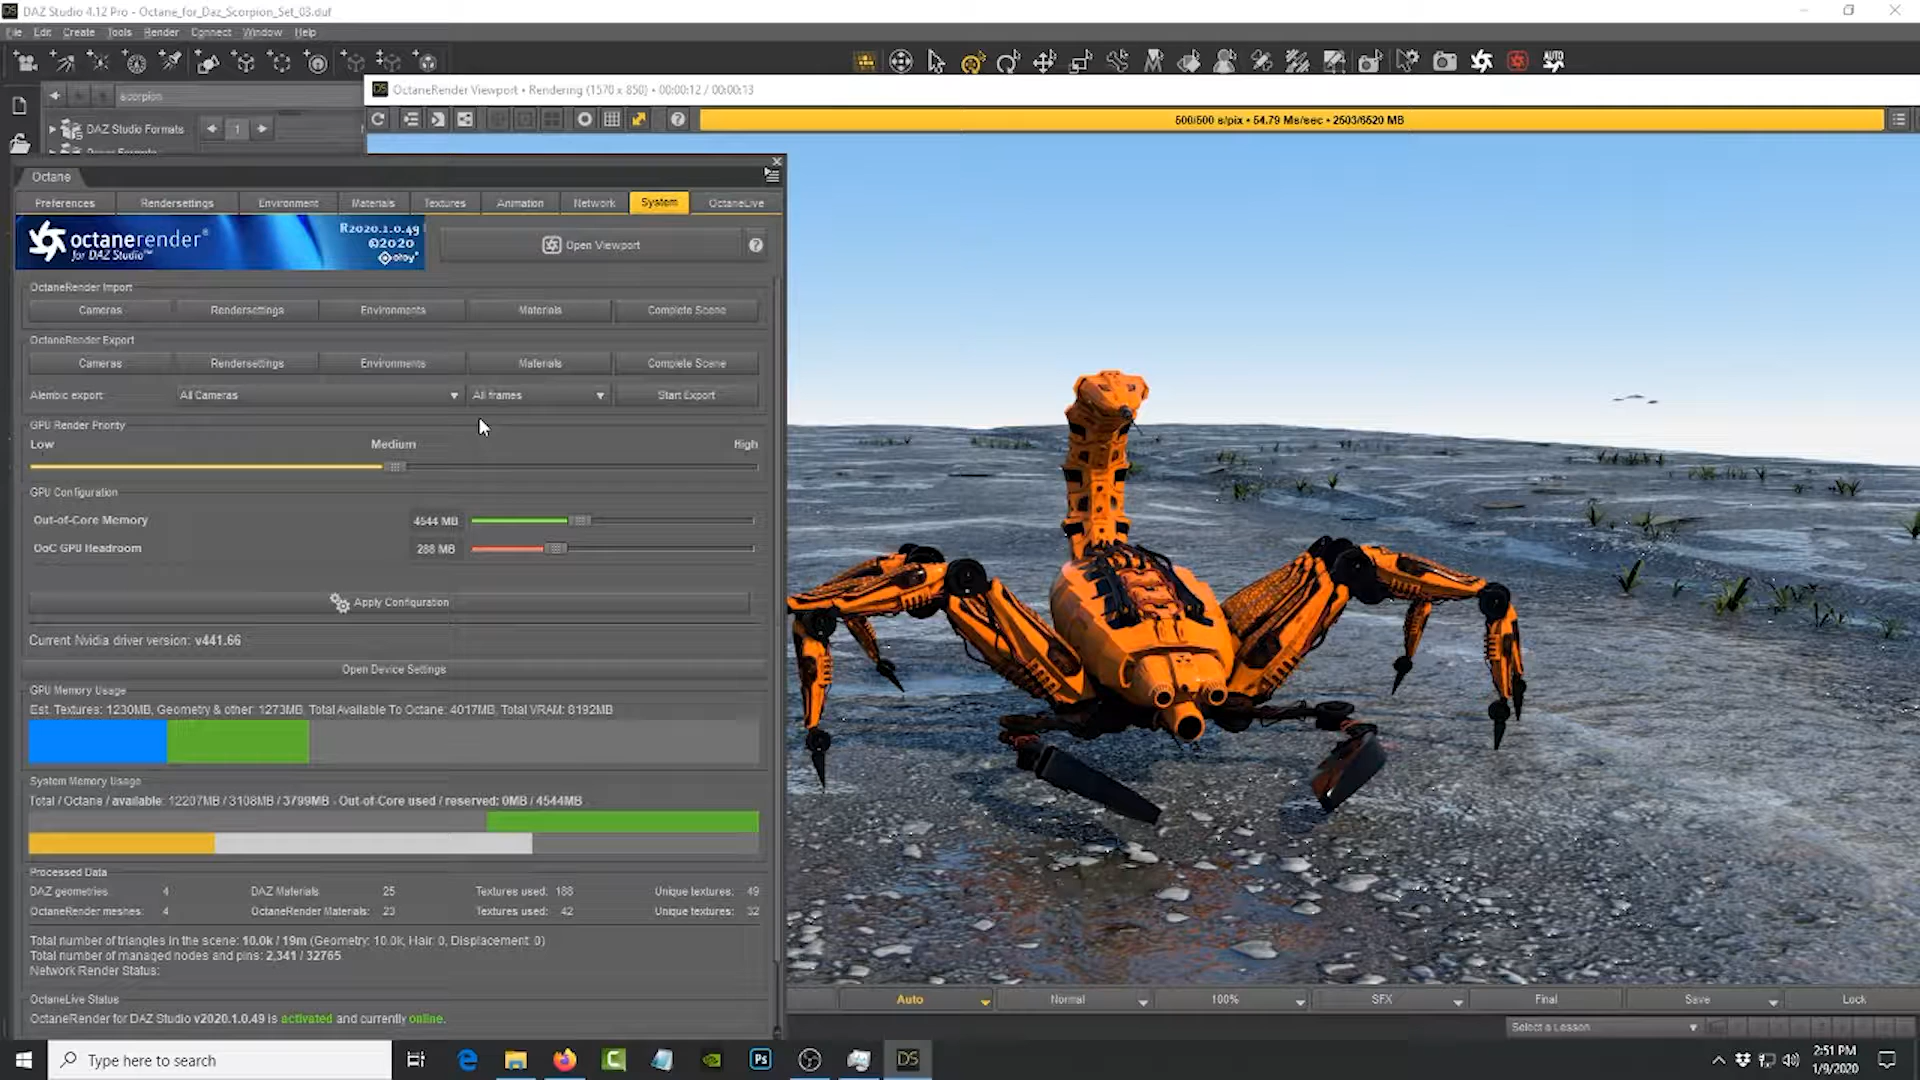 DAZ Studio 4.12 Pro - Octane_for_Daz_Scorpion_Set_03.duf
File Edit Create Tools Render Connect Window Help
AUTO
scorpion
OctaneRender Viewport • Rendering (1570 x 850) • 00:00:12 / 00:00:13
DAZ Studio Formats
1
500/500 s/pix • 54.79 Ms/sec • 2503/6520 MB
Octane
Preferences Rendersettings Environment Materials Textures Animation Network System OctaneLive
octanerender
for DAZ Studio™
R2020.1.0.49
©2020
otoy
Open Viewport
OctaneRender Import
Cameras Rendersettings Environments Materials Complete Scene
OctaneRender Export
Cameras Rendersettings Environments Materials Complete Scene
Alembic export All Cameras All frames Start Export
GPU Render Priority
Low Medium High
GPU Configuration
Out-of-Core Memory 4544 MB
OoC GPU Headroom 288 MB
Apply Configuration
Current Nvidia driver version: v441.66
Open Device Settings
GPU Memory Usage
Est. Textures: 1230MB, Geometry & other: 1273MB, Total Available To Octane: 4017MB, Total VRAM: 8192MB
System Memory Usage
Total / Octane / available: 12207MB / 3108MB / 3799MB - Out-of-Core used / reserved: 0MB / 4544MB
Processed Data
DAZ geometries 4 DAZ Materials 25 Textures used: 188 Unique textures: 49
OctaneRender meshes: 4 OctaneRender Materials: 23 Textures used: 42 Unique textures: 32
Total number of triangles in the scene: 10.0k / 19m (Geometry: 10.0k, Hair: 0, Displacement: 0)
Total number of managed nodes and pins: 2,341 / 32765
Network Render Status:
OctaneLive Status
OctaneRender for DAZ Studio v2020.1.0.49 is activated and currently online.
Auto Normal 100% SFX Final Save Lock
Select a Lesson
Type here to search
Ps
DS
2:51 PM
1/9/2020